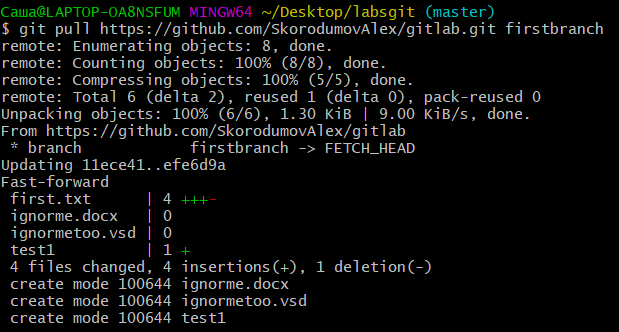 Саша@LAPTOP-OA8NSFUM MINGW64 ~/Desktop/labsgit (master)
$ git pull https://github.com/SkorodumovAlex/gitlab.git firstbranch
remote: Enumerating objects: 8, done.
remote: Counting objects: 100% (8/8), done.
remote: Compressing objects: 100% (5/5), done.
remote: Total 6 (delta 2), reused 1 (delta 0), pack-reused 0
Unpacking objects: 100% (6/6), 1.30 KiB | 9.00 KiB/s, done.
From https://github.com/SkorodumovAlex/gitlab
 * branch            firstbranch -> FETCH_HEAD
Updating 11ece41..efe6d9a
Fast-forward
 first.txt      | 4 +++-
 ignorme.docx   | 0
 ignormetoo.vsd | 0
 test1          | 1 +
 4 files changed, 4 insertions(+), 1 deletion(-)
 create mode 100644 ignorme.docx
 create mode 100644 ignormetoo.vsd
 create mode 100644 test1